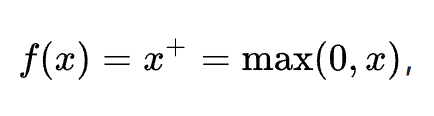 f(x) = x⁺ = max(0, x),